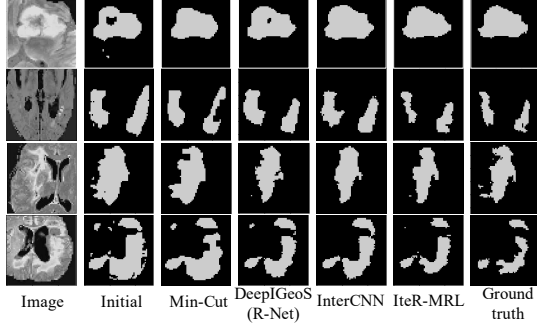 Image
Initial
Min-Cut
DeepIGeoS
(R-Net)
InterCNN
IteR-MRL
Ground
truth